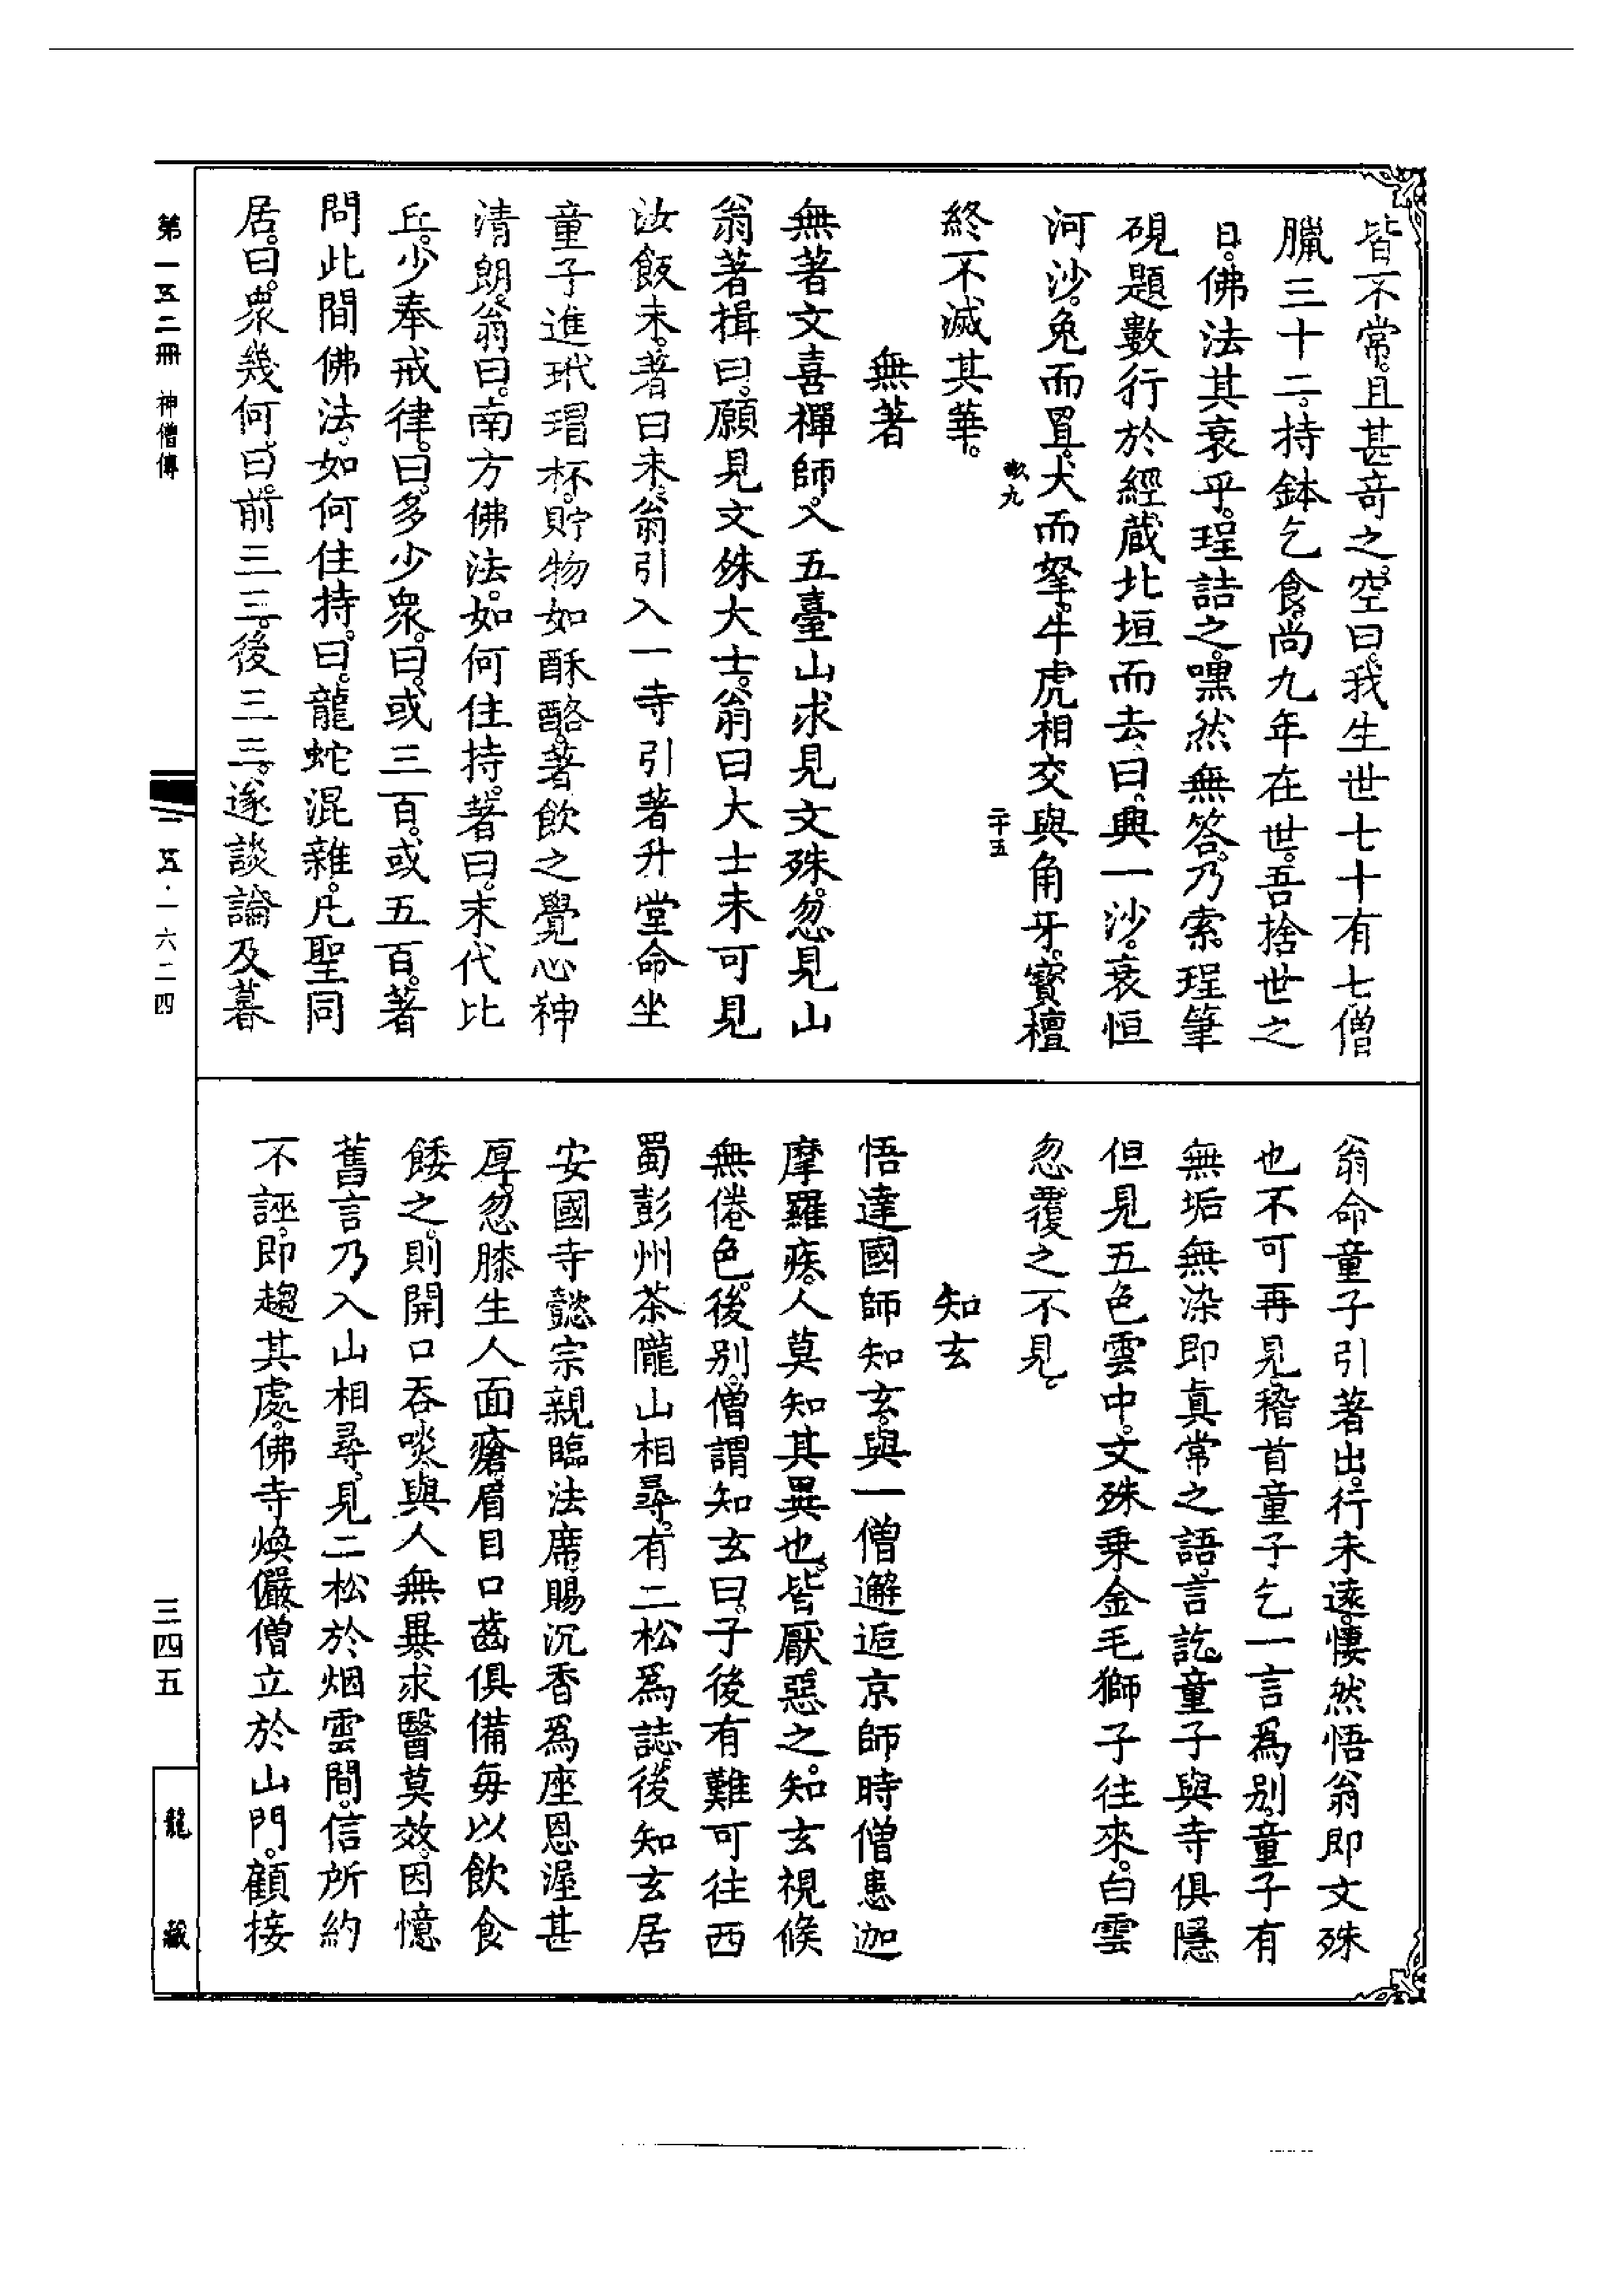 皆不常。且甚奇之。空曰。我生世七十有七。僧
臘三十二。持鉢乞食。尚九年在世。吾捨世之
日。佛法其衰乎。珵詰之。嘿然無答。乃索珵筆
硯。題數行於經藏北垣而去。曰。興一沙。衰恒
河沙。兔而罝。犬而拏。牛虎相交與角牙。寶檀
終不滅其華。
無著
無著文喜禪師。入五臺山求見文殊。忽見山
翁。著揖曰。願見文殊大士。翁曰。大士未可見
汝飯未。著曰。未。翁引入一寺。引著升堂命坐
童子進玳瑁杯。貯物如酥酪。著飲之覺心神
清朗。翁曰。南方佛法。如何住持。著曰。末代比
丘。少奉戒律。曰。多少眾。曰。或三百。或五百。著
問此間佛法。如何住持。曰。龍蛇混雜。凡聖同
居。曰。眾幾何。曰。前三三。後三三。遂談論及暮
翁命童子引著出。行未遠。悽然悟翁即文殊
也不可再見。稽首童子乞一言為別。童子有
無垢無染即真常之語。言訖。童子與寺俱隱
但見五色雲中。文殊乘金毛獅子往來。白雲
忽覆之不見。
知玄
悟達國師知玄。與一僧邂逅京師時僧患迦
摩羅疾。人莫知其異也。皆厭惡之。知玄視候
無倦色。後別。僧謂知玄曰。子後有難可往西
蜀彭州茶隴山相尋。有二松為誌。後知玄居
安國寺懿宗親臨法席。賜沉香為座恩渥甚
厚。忽膝生人面瘡。眉目口齒俱備每以飲食
餧之。則開口吞啖。與人無異。求醫莫效。因憶
舊言乃入山相尋。見二松於烟雲間。信所約
不誣。即趨其處。佛寺煥儼。僧立於山門。顧接
第一五二冊 神僧傳
一五·一六二四
三四五
龍藏
九
二十五